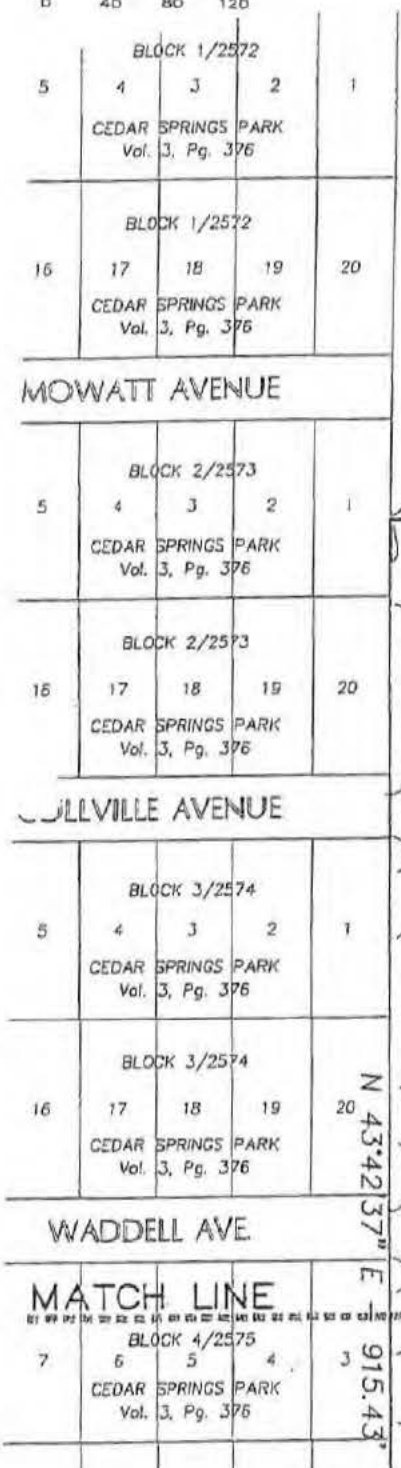 0 40 80 120
BLOCK 1/2572
5 4 3 2 1
CEDAR SPRINGS PARK
Vol. 3, Pg. 376
BLOCK 1/2572
16 17 18 19 20
CEDAR SPRINGS PARK
Vol. 3, Pg. 376
MOWATT AVENUE
BLOCK 2/2573
5 4 3 2 1
CEDAR SPRINGS PARK
Vol. 3, Pg. 376
BLOCK 2/2573
16 17 18 19 20
CEDAR SPRINGS PARK
Vol. 3, Pg. 376
AVENUE
BLOCK 3/2574
5 4 3 2 1
CEDAR SPRINGS PARK
Vol. 3, Pg. 376
BLOCK 3/2574
16 17 18 19 20
CEDAR SPRINGS PARK
Vol. 3, Pg. 376
WADDELL AVE
MATCH LINE
BLOCK 4/2575
7 6 5 4 3
CEDAR SPRINGS PARK
Vol. 3, Pg. 376
N 43°42'37" E - 915.43'